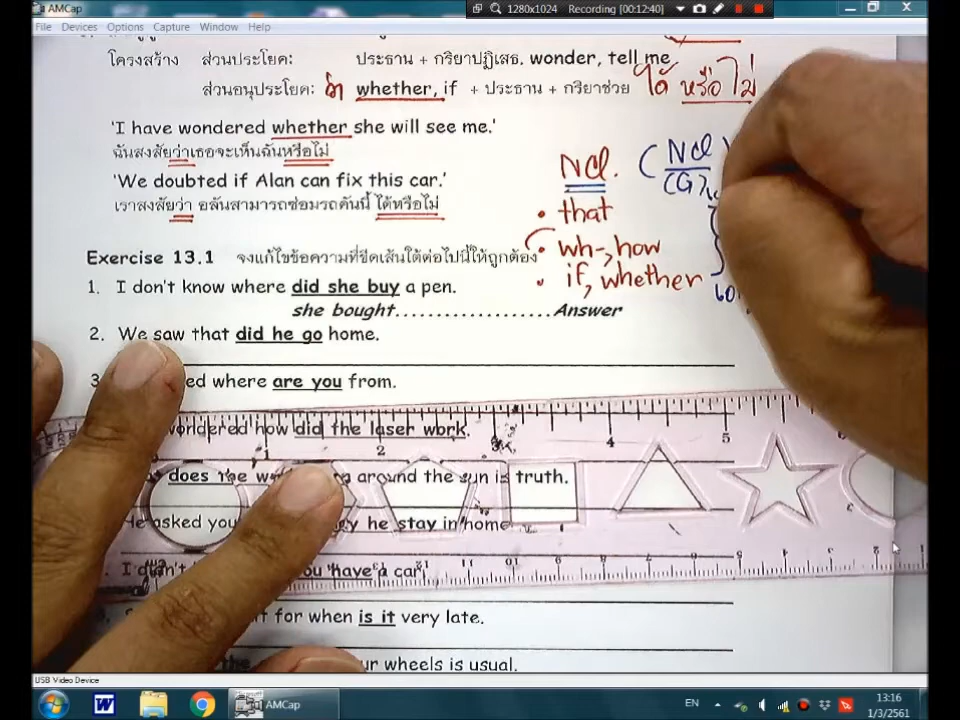 AMCap
1280x1024 Recording [00:12:40]
File Devices Options Capture Window Help
โครงสร้าง ส่วนประโยค: ประธาน + กริยาปฏิเสธ. wonder, tell me
ส่วนอนุประโยค: ถ้า whether, if + ประธาน + กริยาช่วย ได้ หรือ ไม่
'I have wondered whether she will see me.'
ฉันสงสัยว่าเธอจะเห็นฉันหรือไม่
'We doubted if Alan can fix this car.'
เราสงสัยว่า อลันสามารถซ่อมรถคันนี้ ได้หรือไม่
NCl. (NCl
• that
• wh-, how
• if, whether
Exercise 13.1 จงแก้ไขข้อความที่ขีดเส้นใต้ต่อไปนี้ให้ถูกต้อง
1. I don't know where did she buy a pen.
she bought...................Answer
2. We saw that did he go home.
3 ed where are you from.
wondered how did the laser work.
does the around the sun is truth.
He asked you he stay in home
I didn't you have a car.
for when is it very late.
ur wheels is usual.
USB Video Device
AMCap
EN
13:16
1/3/2561